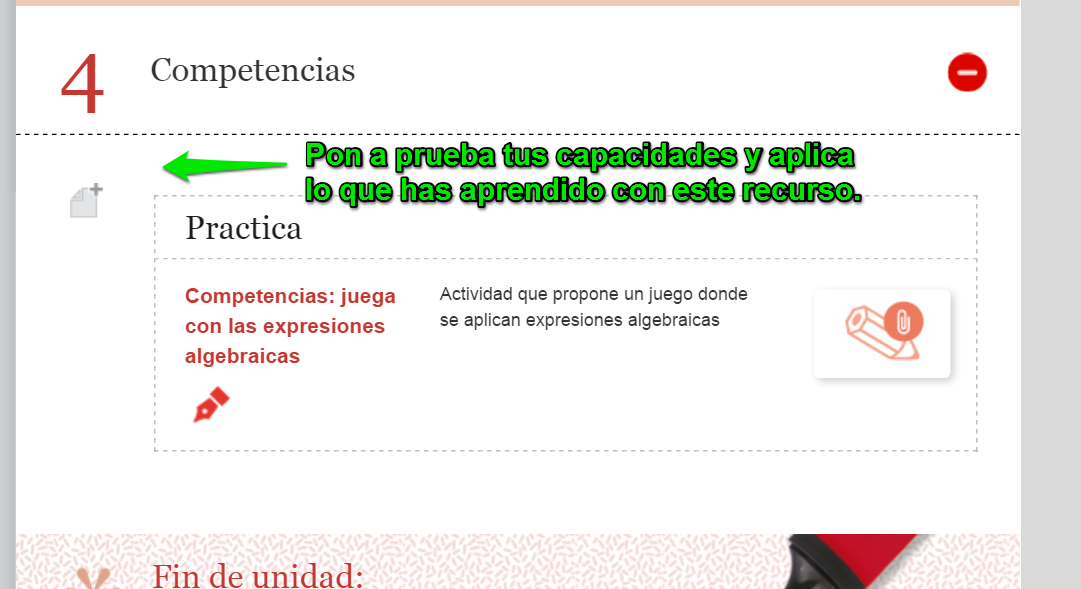 4
Competencias
Pon a prueba tus capacidades y aplica
lo que has aprendido con este recurso.
Practica
Competencias: juega
con las expresiones
algebraicas
Actividad que propone un juego donde
se aplican expresiones algebraicas
Fin de unidad: